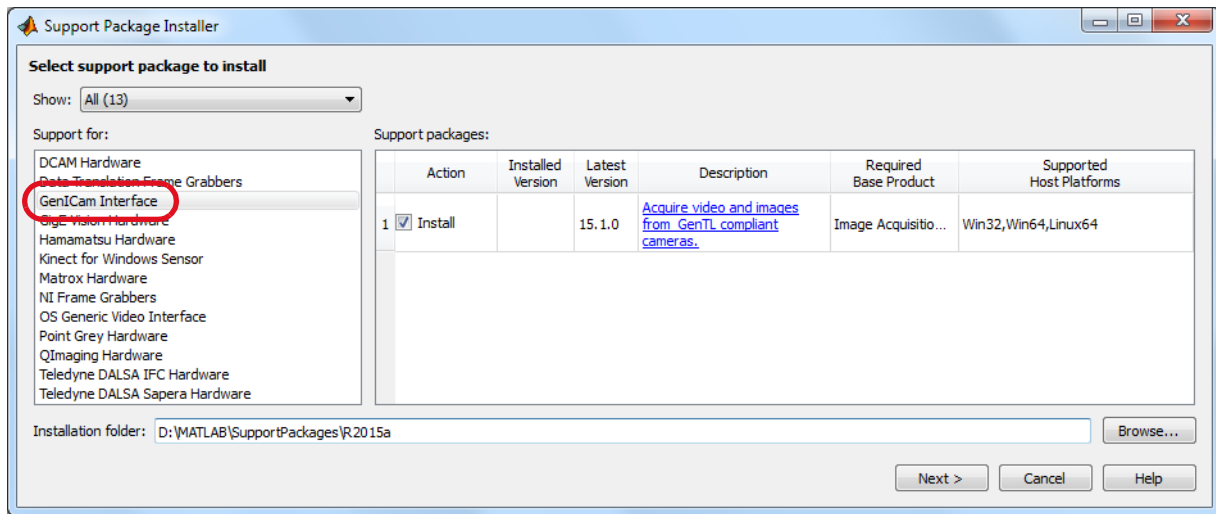 Support Package Installer
Select support package to install
Show: All (13)
Support for:
DCAM Hardware
Data Translation Frame Grabbers
GenICam Interface
GigE Vision Hardware
Hamamatsu Hardware
Kinect for Windows Sensor
Matrox Hardware
NI Frame Grabbers
OS Generic Video Interface
Point Grey Hardware
QImaging Hardware
Teledyne DALSA IFC Hardware
Teledyne DALSA Sapera Hardware
Support packages:
Action
Installed
Version
Latest
Version
Description
Required
Base Product
Supported
Host Platforms
1 Install 15.1.0
Acquire video and images
from GenTL compliant
cameras.
Image Acquisitio... Win32,Win64,Linux64
Installation folder: D:\MATLAB\SupportPackages\R2015a Browse...
Next > Cancel Help